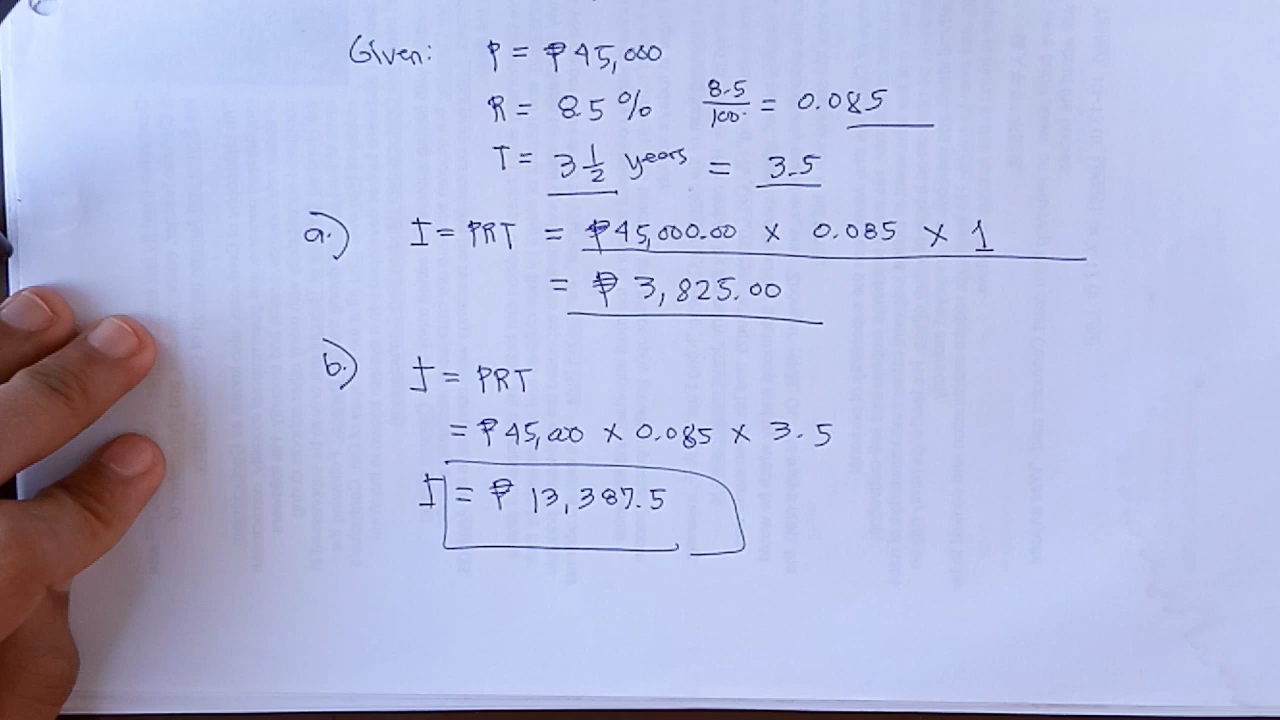 Given: P = ₱45,000
R = 8.5% 8.5/100 = 0.085
T = 3 1/2 years = 3.5
a.) I = PRT = ₱45,000.00 x 0.085 x 1
= ₱ 3,825.00
b.) I = PRT
= ₱45,000 x 0.085 x 3.5
I = ₱ 13,387.5